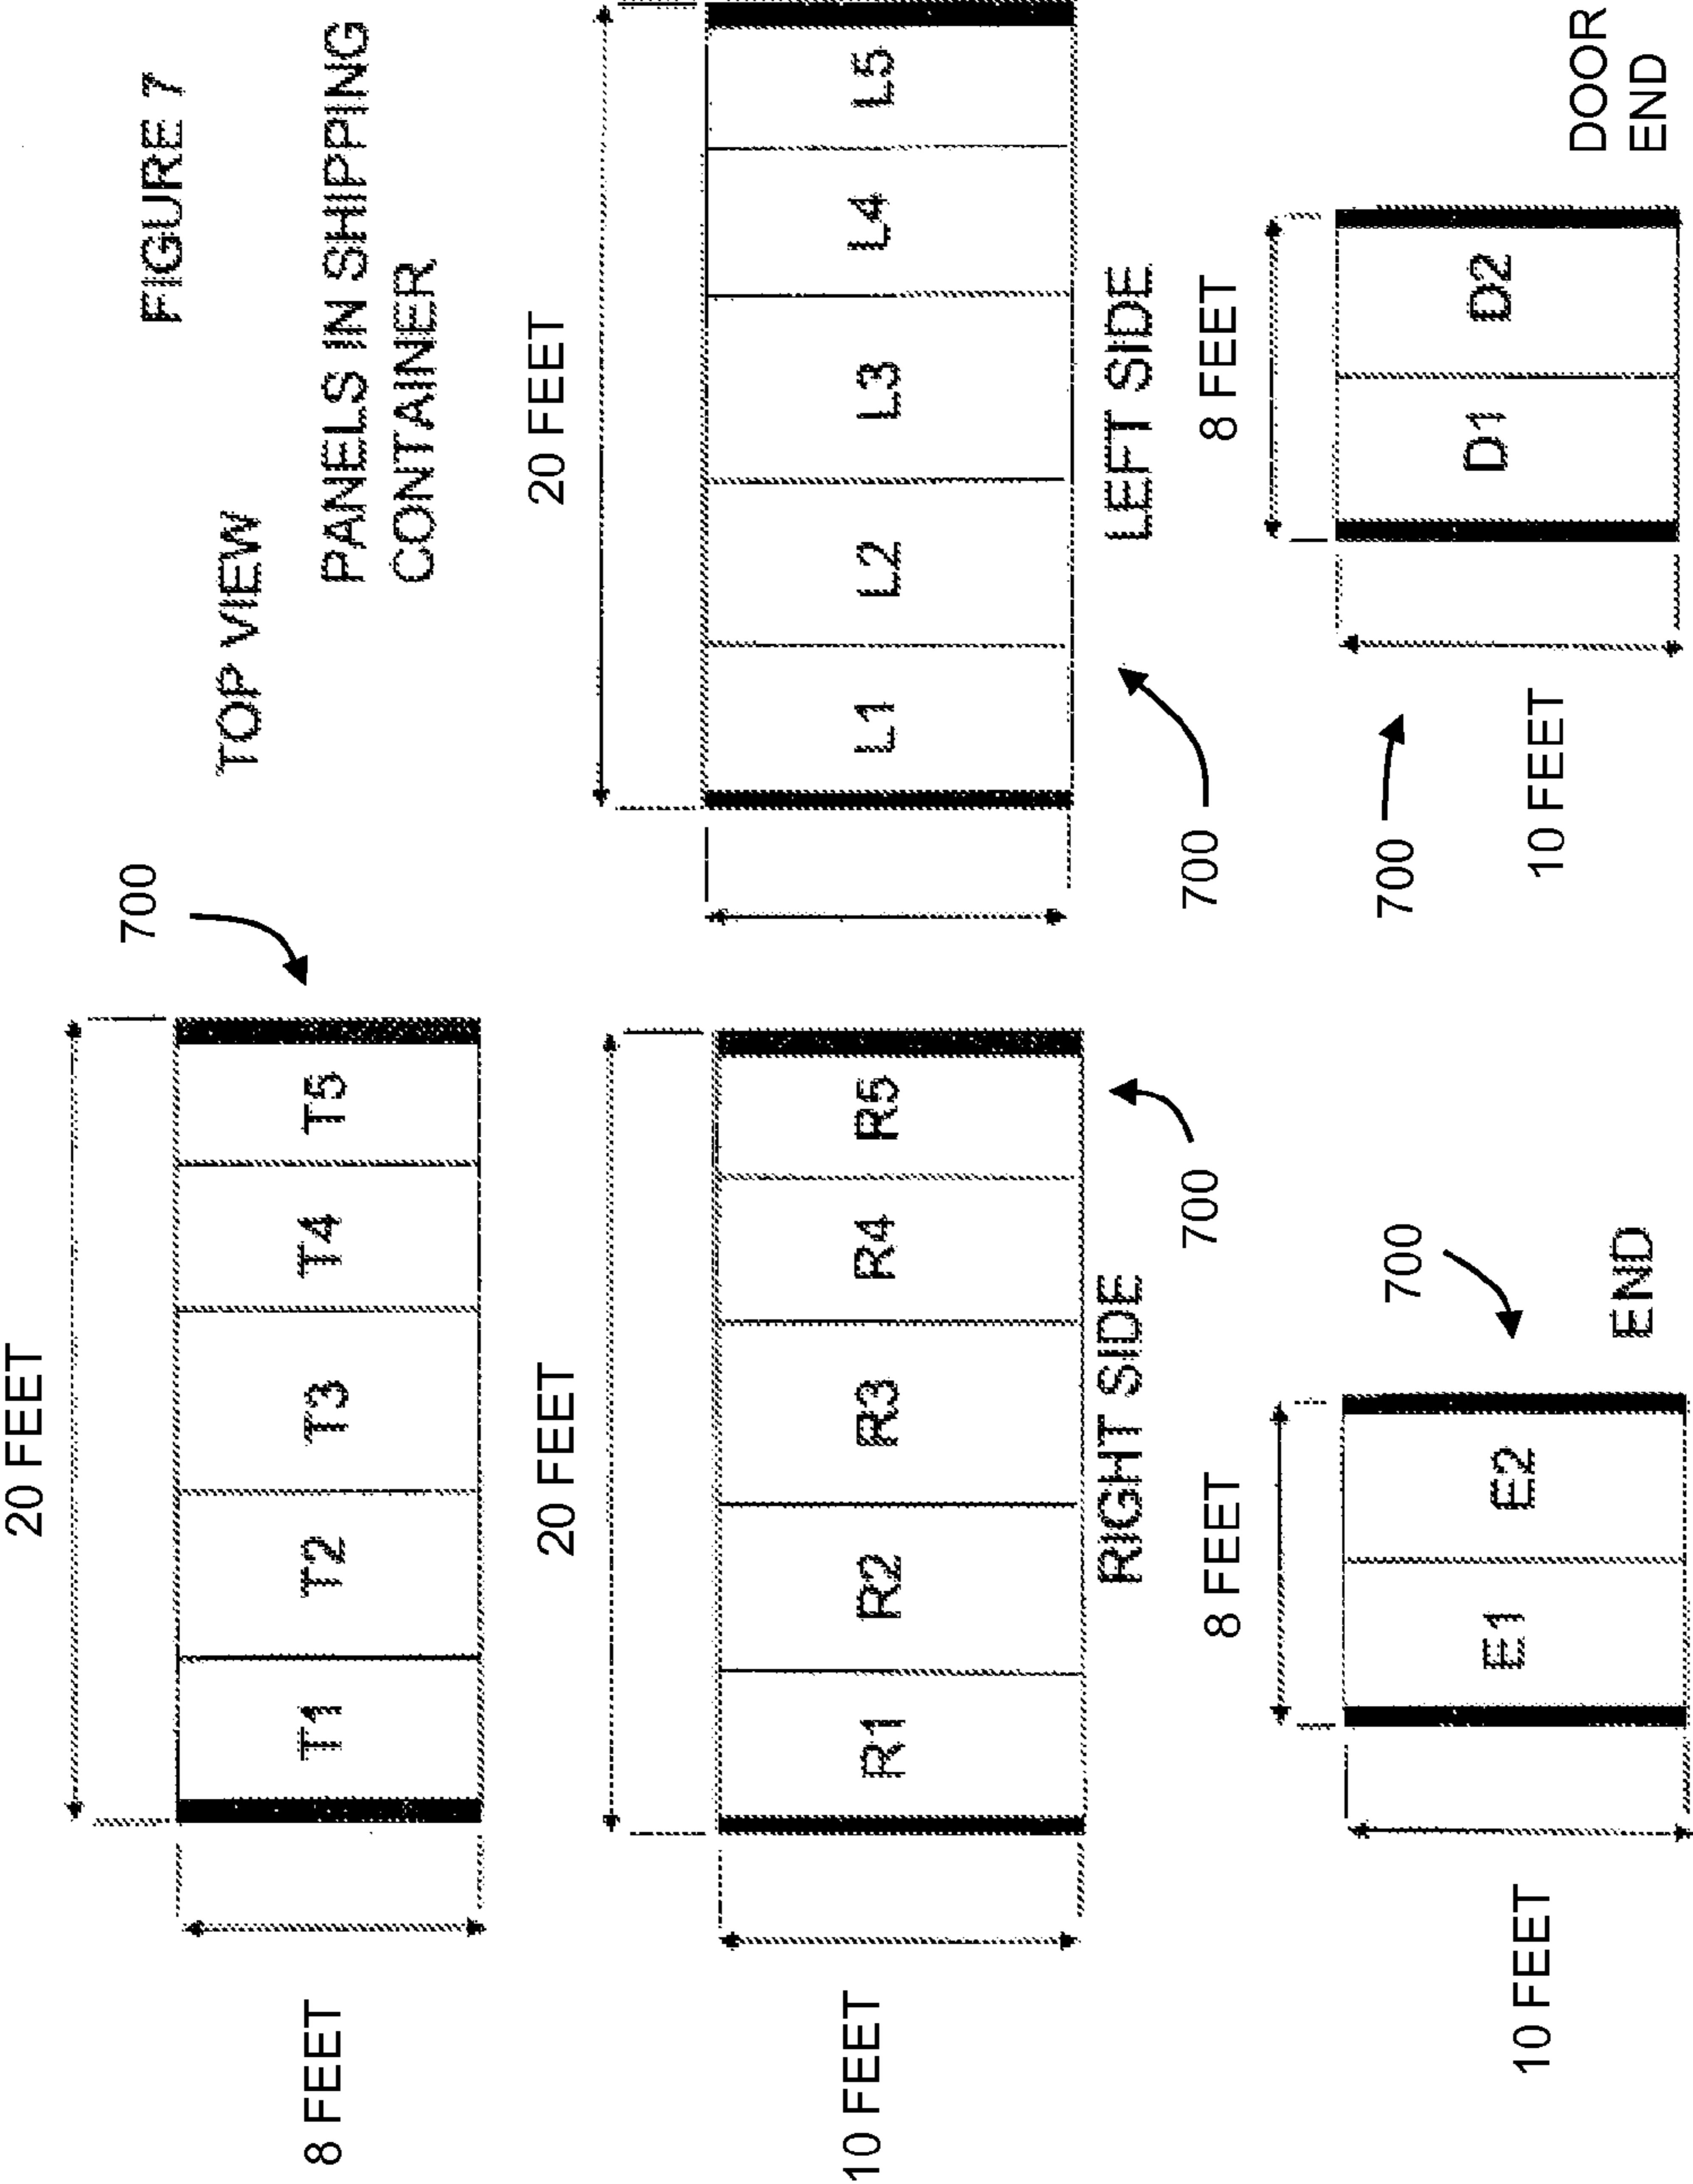 FIGURE 7
TOP VIEW
PANELS IN SHIPPING
CONTAINER
20 FEET
8 FEET
T1 T2 T3 T4 T5
700
20 FEET
10 FEET
R1 R2 R3 R4 R5
RIGHT SIDE
700
20 FEET
L1 L2 L3 L4 L5
LEFT SIDE
700
8 FEET
10 FEET
E1 E2
700
END
8 FEET
700
10 FEET
D1 D2
DOOR
END